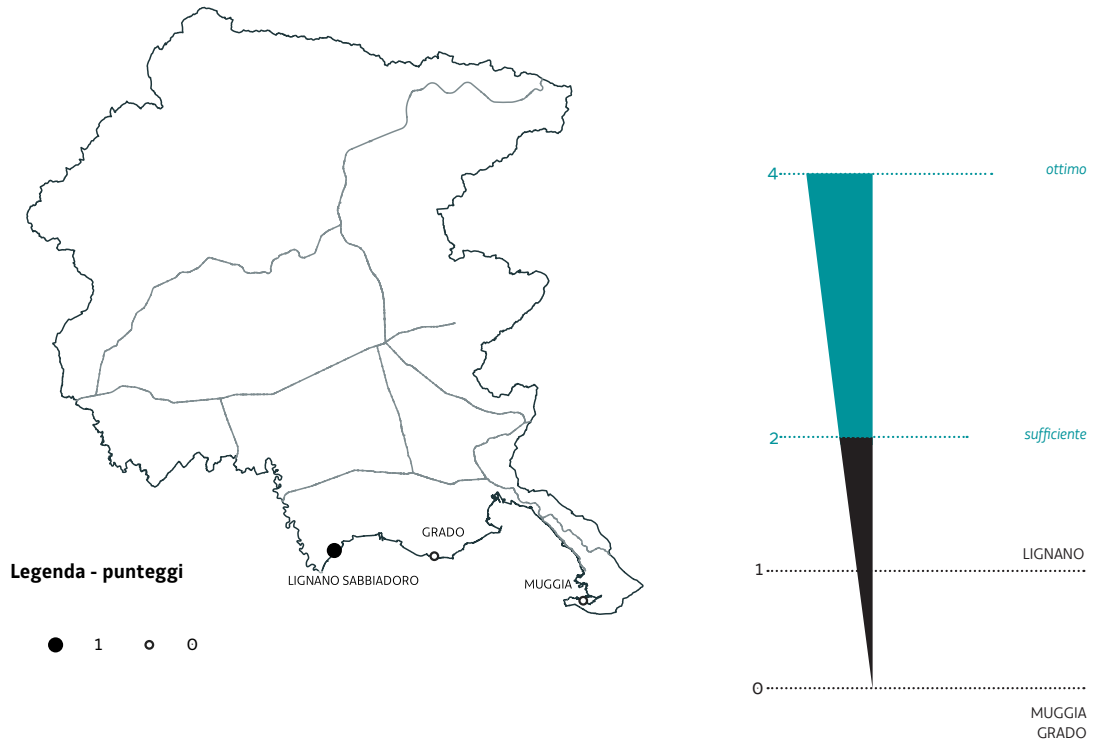 GRADO
LIGNANO SABBIADORO
MUGGIA
Legenda - punteggi
1 0
4 ottimo
2 sufficiente
LIGNANO
1
0
MUGGIA
GRADO